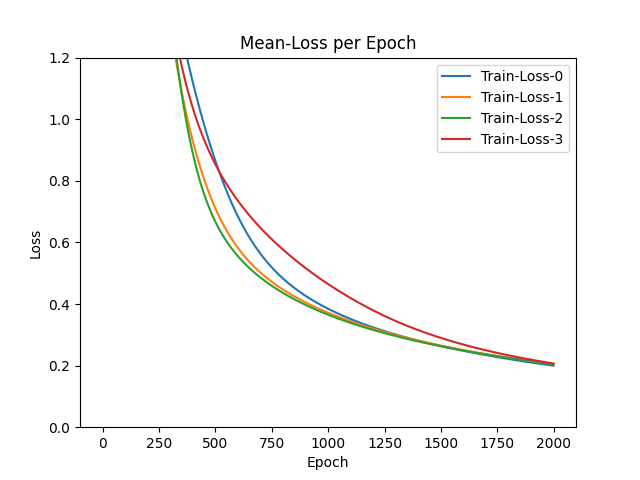 Mean-Loss per Epoch
Train-Loss-0
Train-Loss-1
Train-Loss-2
Train-Loss-3
1.2
1.0
0.8
0.6
0.4
0.2
0.0
Loss
0 250 500 750 1000 1250 1500 1750 2000
Epoch